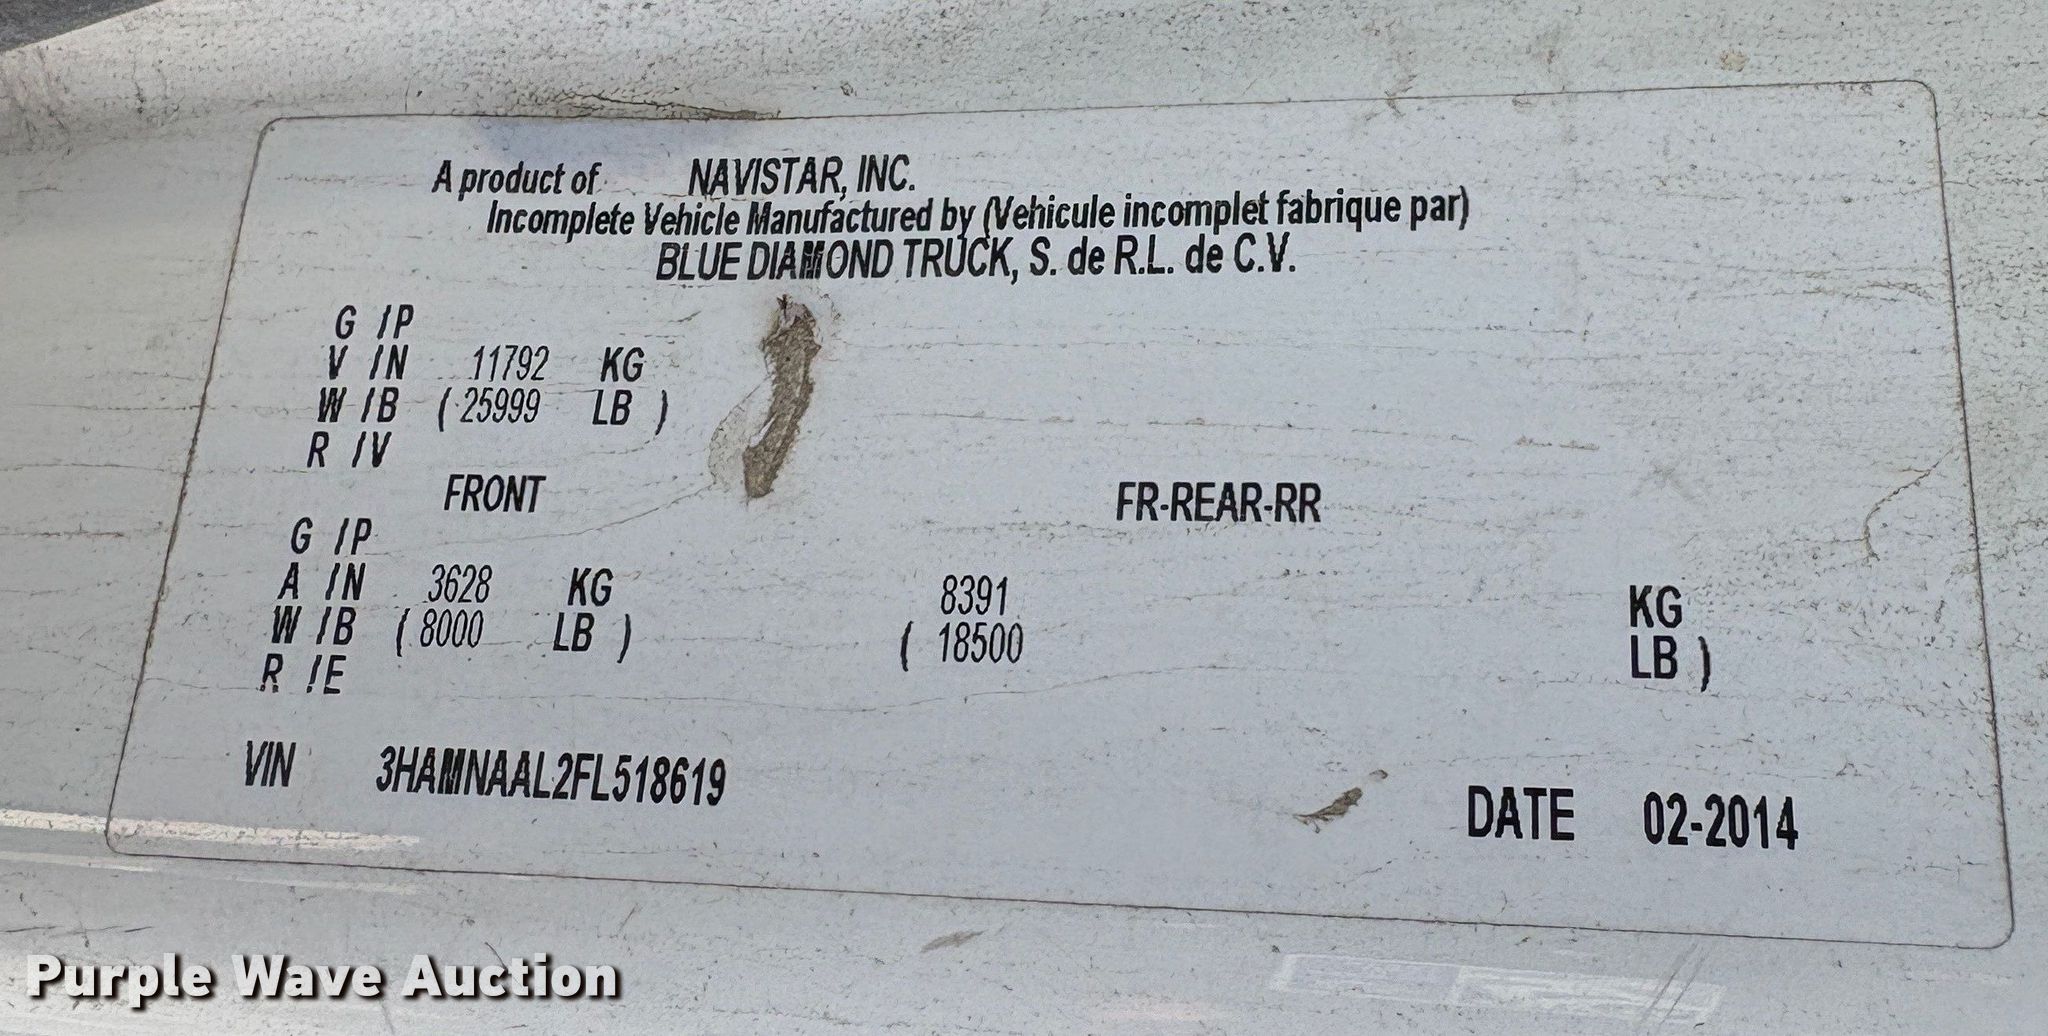 A product of NAVISTAR, INC.
Incomplete Vehicle Manufactured by (Vehicule incomplet fabrique par)
BLUE DIAMOND TRUCK, S. de R.L. de C.V.
G /P
V /N 11792 KG
W /B ( 25999 LB )
R /V
FRONT FR-REAR-RR
G /P
A /N 3628 KG 8391 KG
W /B ( 8000 LB ) ( 18500 LB )
R /E
VIN 3HAMNAAL2FL518619 DATE 02-2014
Purple Wave Auction